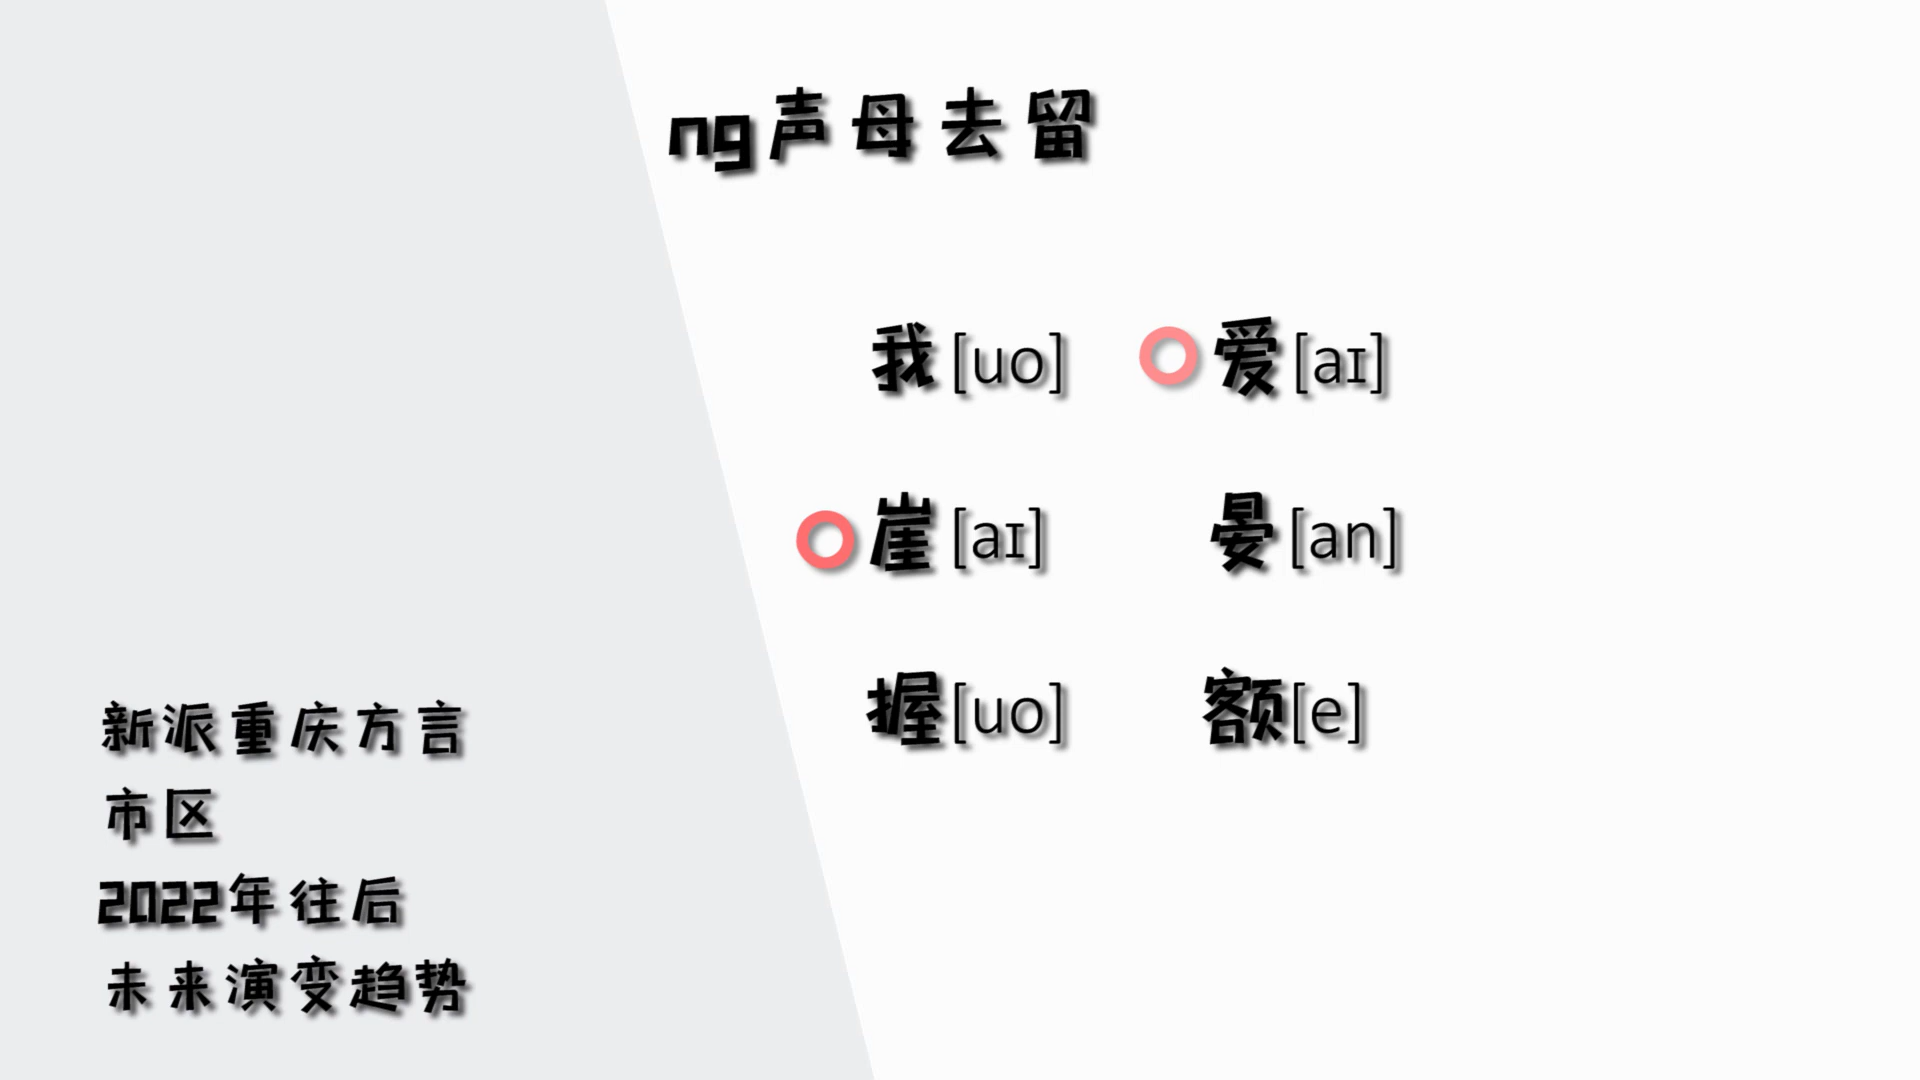 ng声母去留
我[uo] 爱[aɪ]
崖[aɪ] 晏[an]
握[uo] 额[e]
新派重庆方言
市区
2022年往后
未来演变趋势